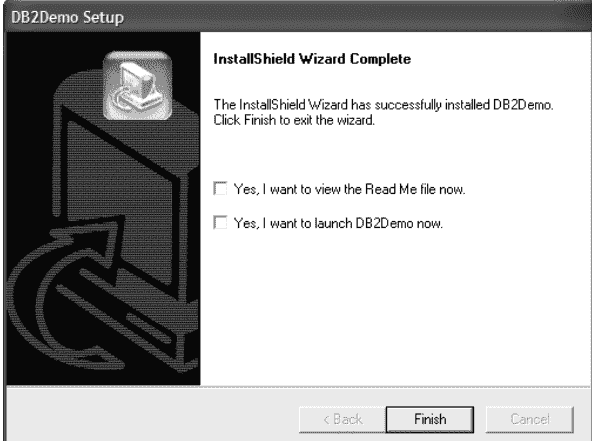 DB2Demo Setup
InstallShield Wizard Complete
The InstallShield Wizard has successfully installed DB2Demo.
Click Finish to exit the wizard.
Yes, I want to view the Read Me file now.
Yes, I want to launch DB2Demo now.
< Back Finish Cancel